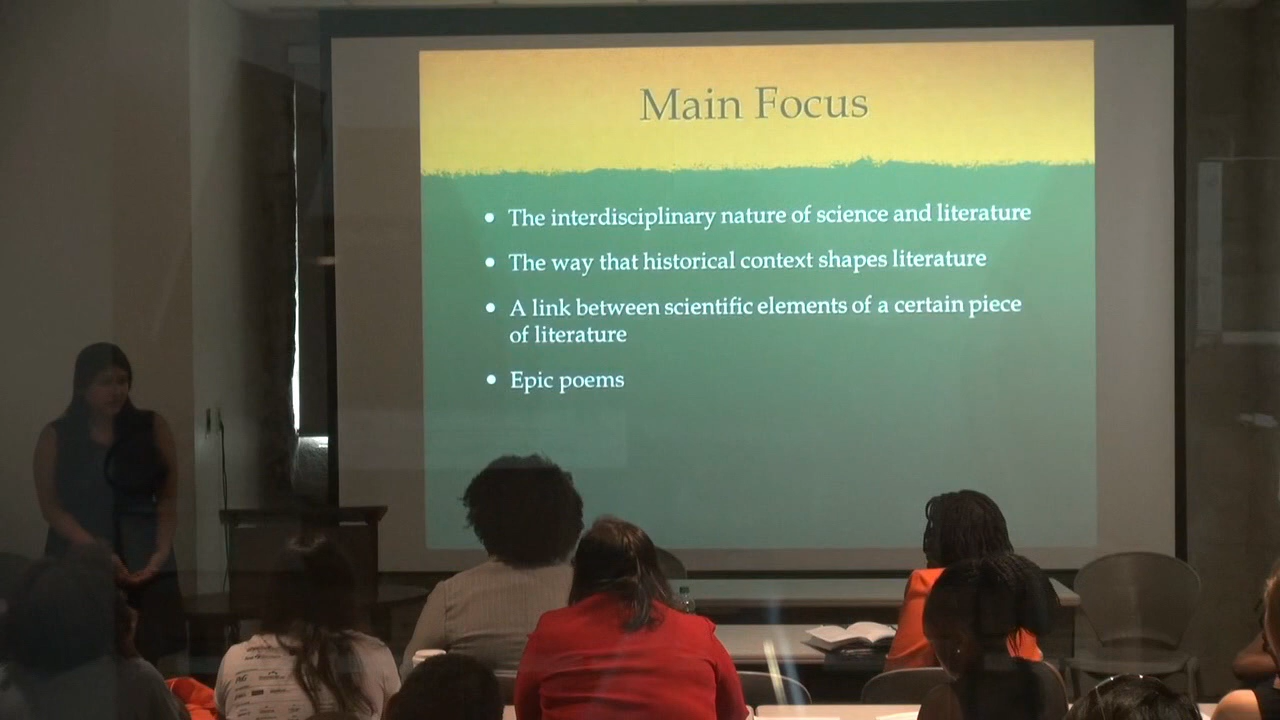 Main Focus
• The interdisciplinary nature of science and literature
• The way that historical context shapes literature
• A link between scientific elements of a certain piece
of literature
• Epic poems